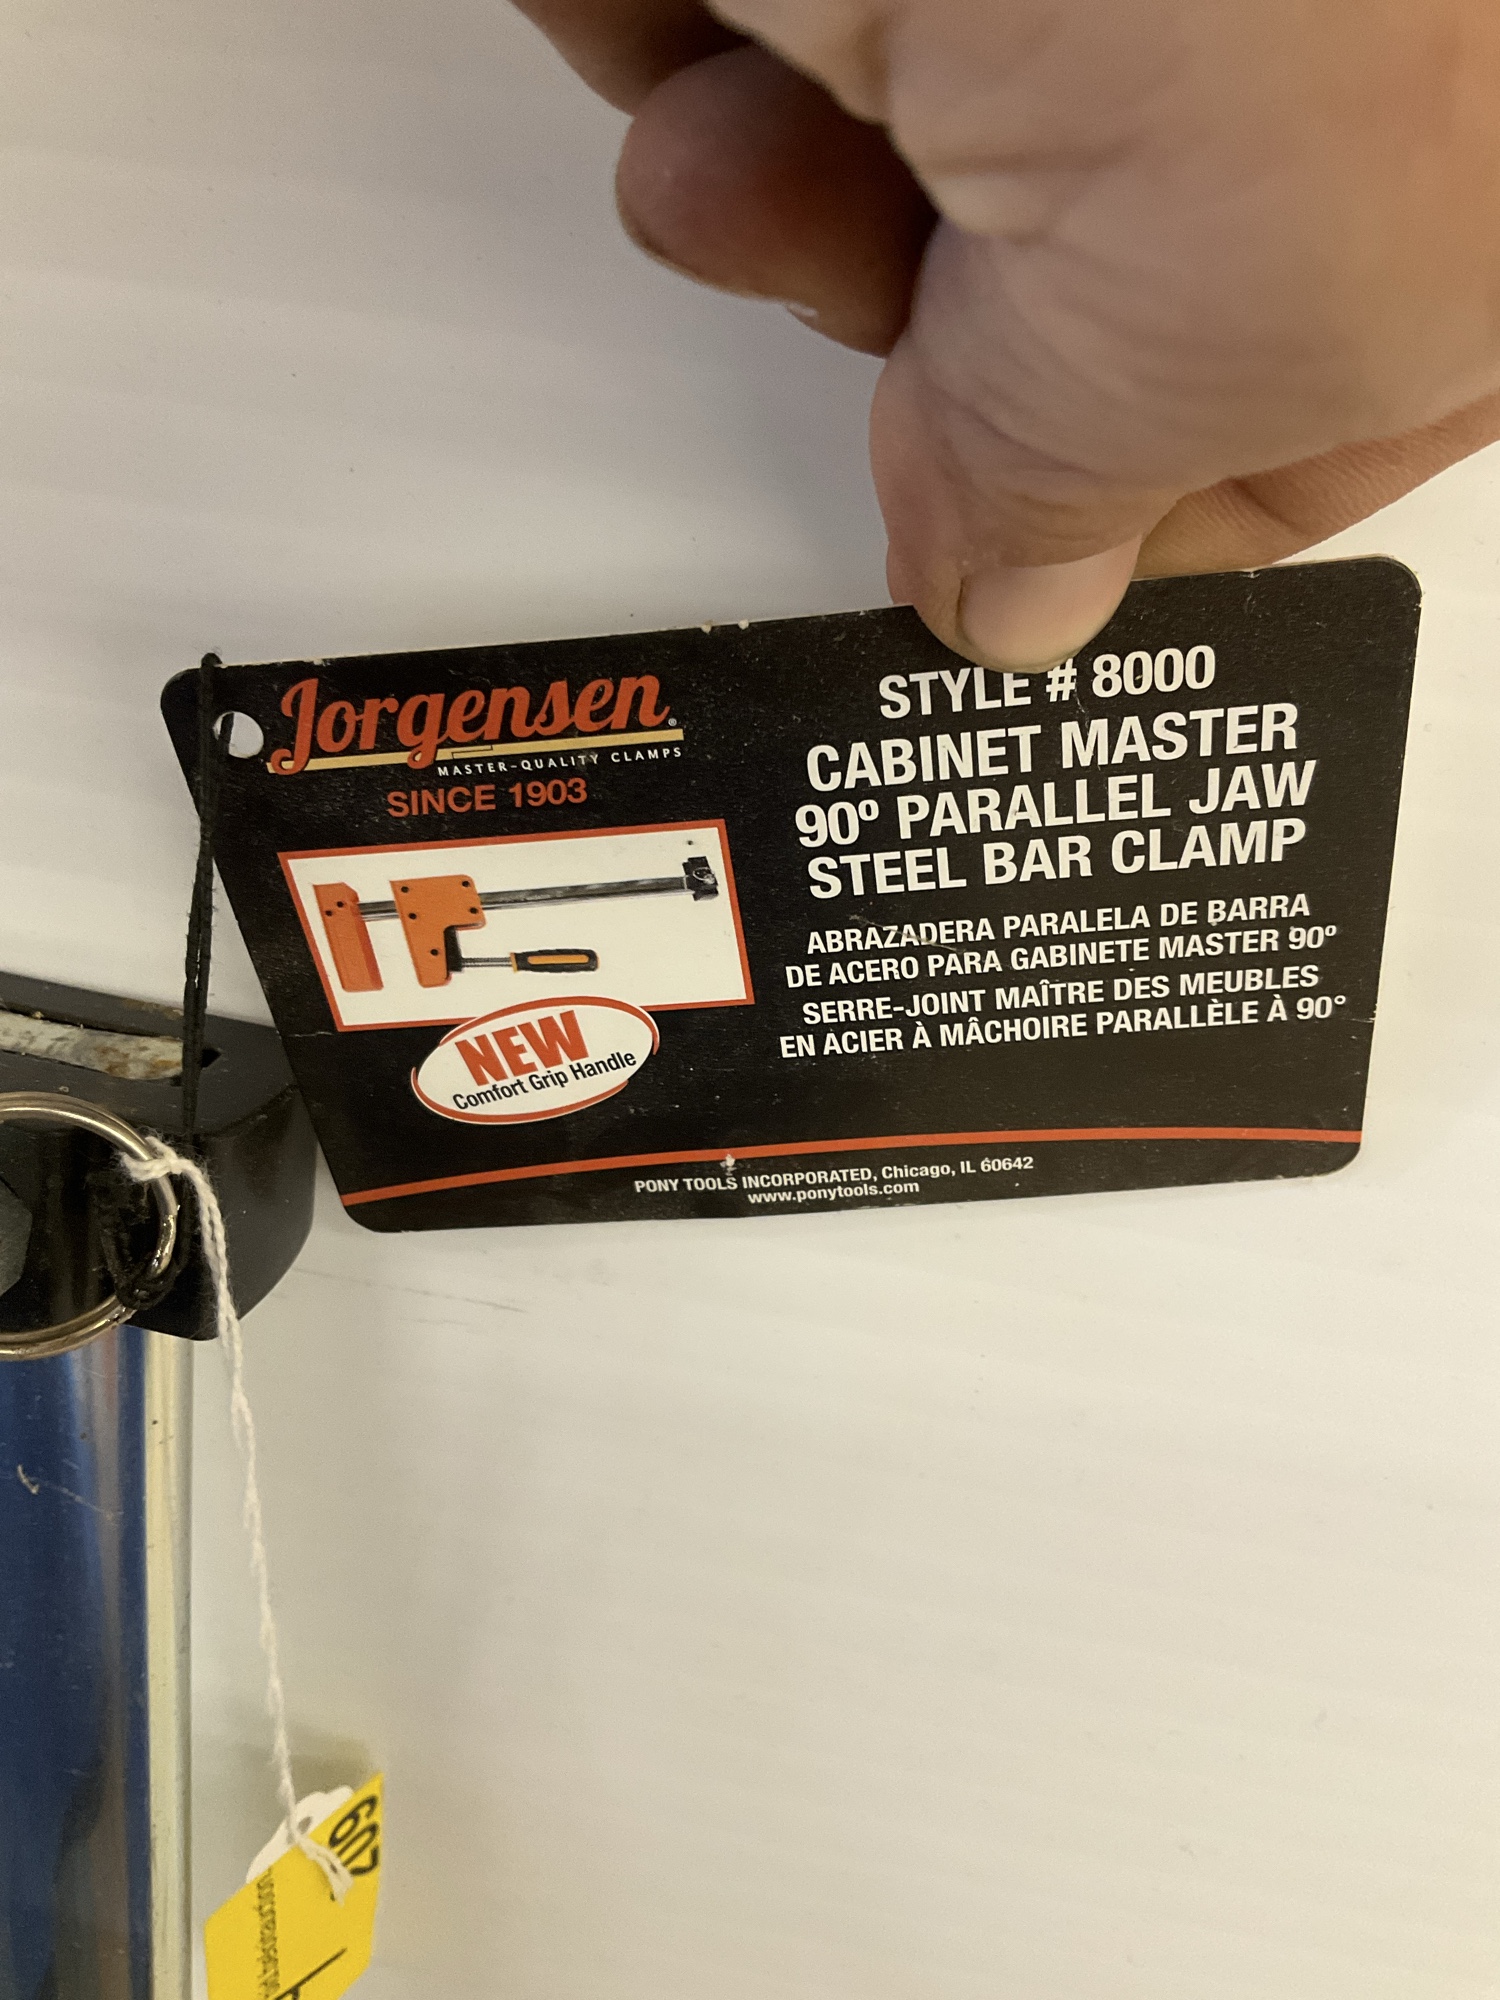 Jorgensen®
MASTER-QUALITY CLAMPS
SINCE 1903
NEW
Comfort Grip Handle
STYLE # 8000
CABINET MASTER
90º PARALLEL JAW
STEEL BAR CLAMP
ABRAZADERA PARALELA DE BARRA
DE ACERO PARA GABINETE MASTER 90º
SERRE-JOINT MAÎTRE DES MEUBLES
EN ACIER À MÂCHOIRE PARALLÈLE À 90°
PONY TOOLS INCORPORATED, Chicago, IL 60642
www.ponytools.com
607